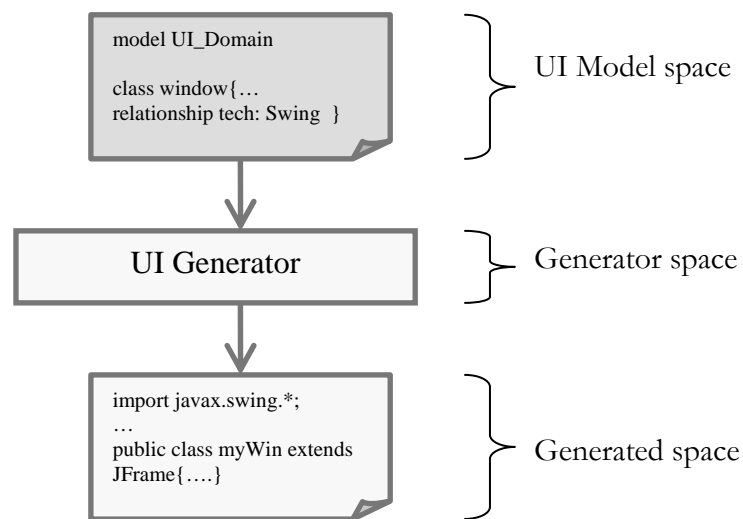 model UI_Domain
class window{…
relationship tech: Swing  }
UI Model space
UI Generator
Generator space
import javax.swing.*;
…
public class myWin extends
JFrame{….}
Generated space